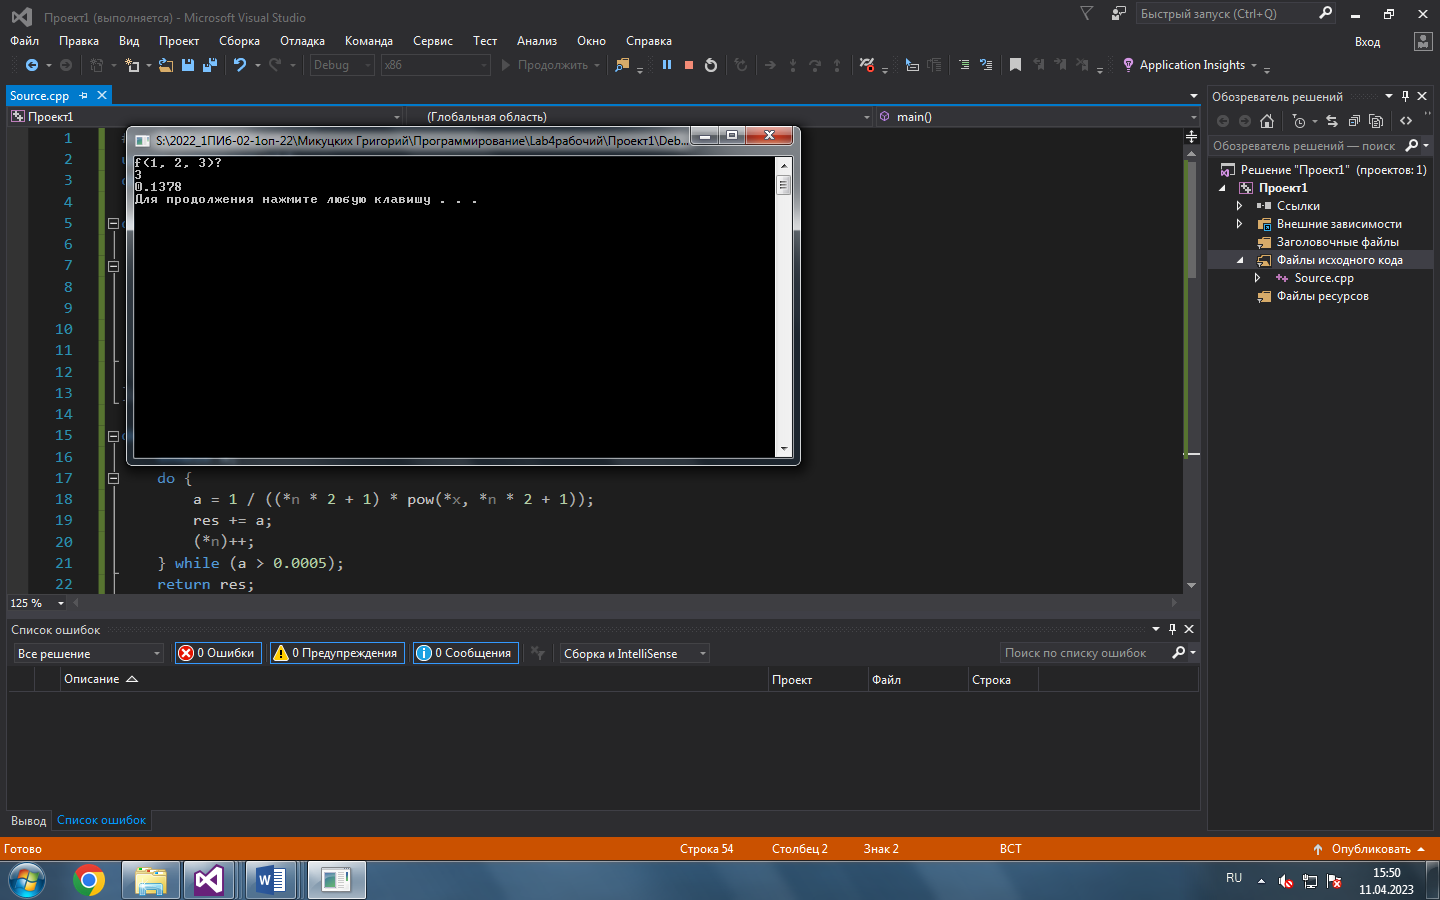 Проект1 (выполняется) - Microsoft Visual Studio
Быстрый запуск (Ctrl+Q)
Файл Правка Вид Проект Сборка Отладка Команда Сервис Тест Анализ Окно Справка
Вход
Debug x86 Продолжить Application Insights
Source.cpp
Проект1 (Глобальная область) main()
S:\2022_1ПИб-02-1оп-22\Микуцких Григорий\Программирование\Lab4рабочий\Проект1\Deb...
f(1, 2, 3)?
3
0.1378
Для продолжения нажмите любую клавишу . . .
1
2
3
4
5
6
7
8
9
10
11
12
13
14
15
16
17 do {
18 a = 1 / ((*n * 2 + 1) * pow(*x, *n * 2 + 1));
19 res += a;
20 (*n)++;
21 } while (a > 0.0005);
22 return res;
125 %
Обозреватель решений
Обозреватель решений — поиск
Решение "Проект1" (проектов: 1)
Проект1
Ссылки
Внешние зависимости
Заголовочные файлы
Файлы исходного кода
Source.cpp
Файлы ресурсов
Список ошибок
Все решение 0 Ошибки 0 Предупреждения 0 Сообщения Сборка и IntelliSense Поиск по списку ошибок
Описание Проект Файл Строка
Вывод Список ошибок
Готово Строка 54 Столбец 2 Знак 2 ВСТ Опубликовать
RU 15:50
11.04.2023